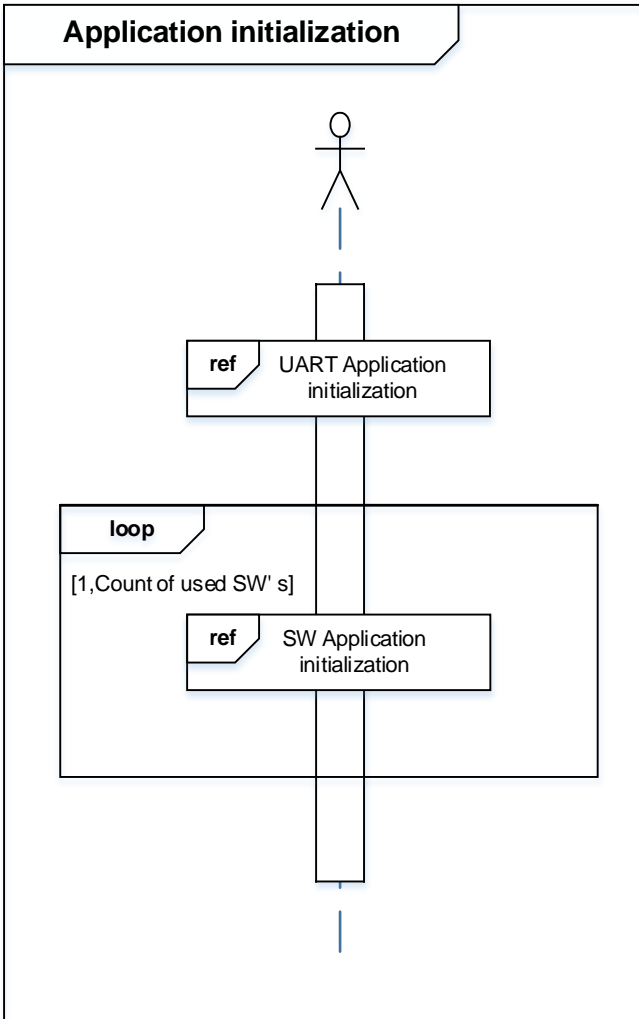 Application initialization
ref
UART Application
initialization
loop
[1,Count of used SW' s]
ref
SW Application
initialization